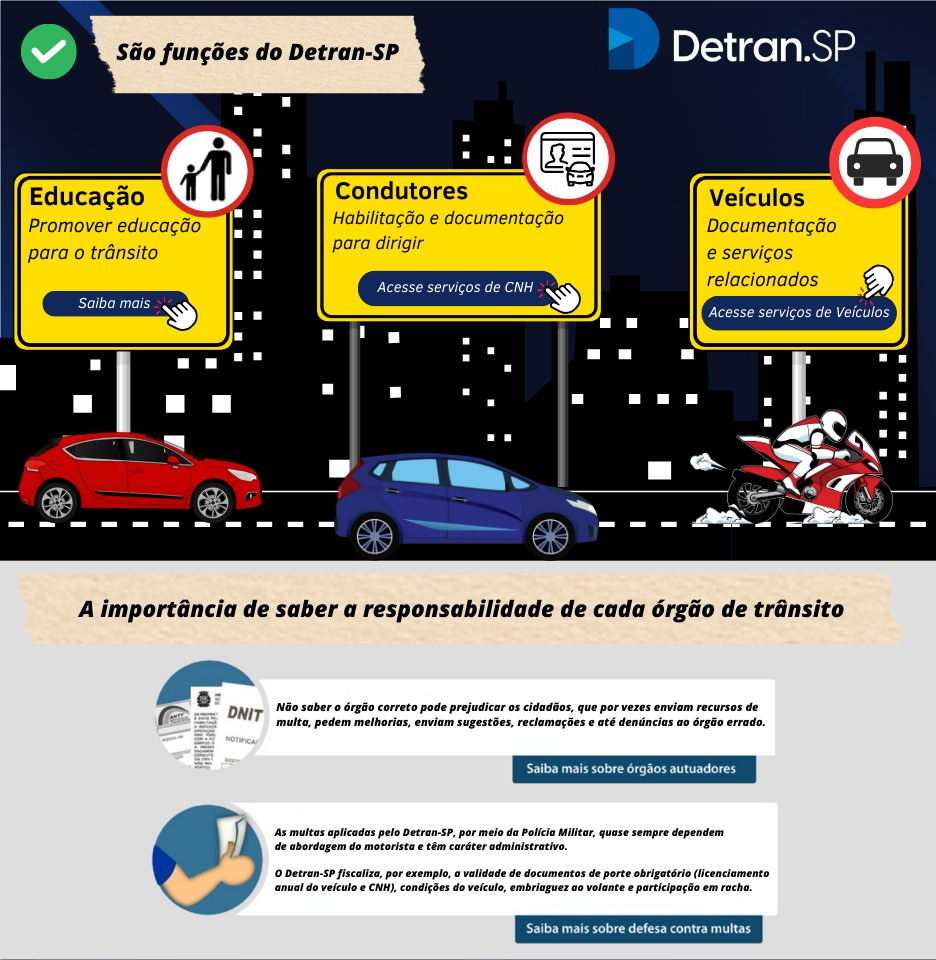 São funções do Detran-SP
Detran.SP
Educação
Promover educação
para o trânsito
Saiba mais
Condutores
Habilitação e documentação
para dirigir
Acesse serviços de CNH
Veículos
Documentação
e serviços
relacionados
Acesse serviços de Veículos
A importância de saber a responsabilidade de cada órgão de trânsito
DNIT
Não saber o órgão correto pode prejudicar os cidadãos, que por vezes enviam recursos de
multa, pedem melhorias, enviam sugestões, reclamações e até denúncias ao órgão errado.
Saiba mais sobre órgãos autuadores
As multas aplicadas pelo Detran-SP, por meio da Polícia Militar, quase sempre dependem
de abordagem do motorista e têm caráter administrativo.
O Detran-SP fiscaliza, por exemplo, a validade de documentos de porte obrigatório (licenciamento
anual do veículo e CNH), condições do veículo, embriaguez ao volante e participação em racha.
Saiba mais sobre defesa contra multas